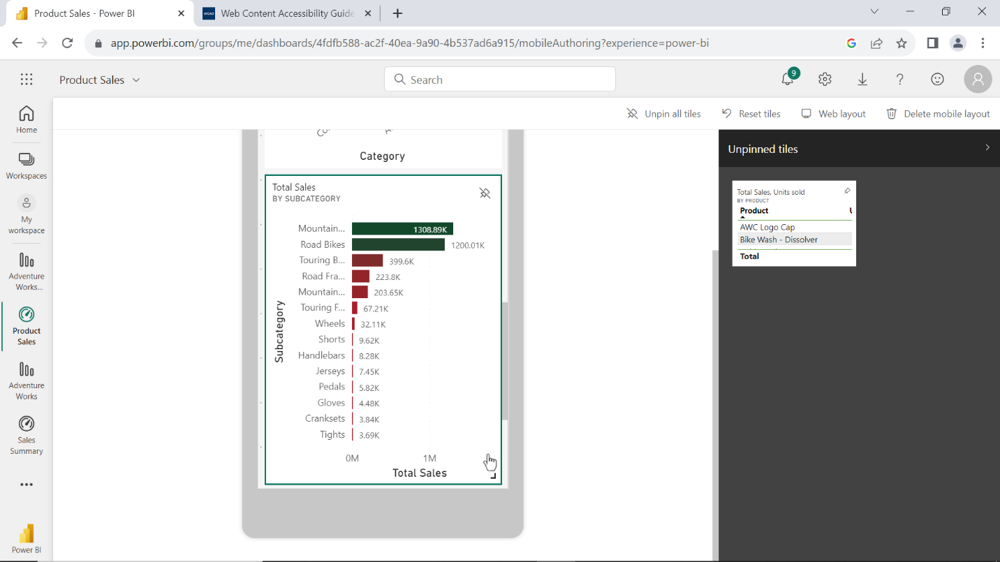 Product Sales - Power BI
WCAG
Web Content Accessibility Guide
app.powerbi.com/groups/me/dashboards/4fdfb588-ac2f-40ea-9a90-4b537ad6a915/mobileAuthoring?experience=power-bi
Product Sales
Search
9
Unpin all tiles
Reset tiles
Web layout
Delete mobile layout
Home
Workspaces
My
workspace
Adventure
Works...
Product
Sales
Adventure
Works
Sales
Summary
Power BI
Category
Total Sales
BY SUBCATEGORY
Subcategory
Mountain... 1308.89K
Road Bikes 1200.01K
Touring B... 399.6K
Road Fra... 223.8K
Mountain... 203.65K
Touring F... 67.21K
Wheels 32.11K
Shorts 9.62K
Handlebars 8.28K
Jerseys 7.45K
Pedals 5.82K
Gloves 4.48K
Cranksets 3.84K
Tights 3.69K
0M 1M
Total Sales
Unpinned tiles
Total Sales, Units sold
BY PRODUCT
Product
AWC Logo Cap
Bike Wash - Dissolver
Total